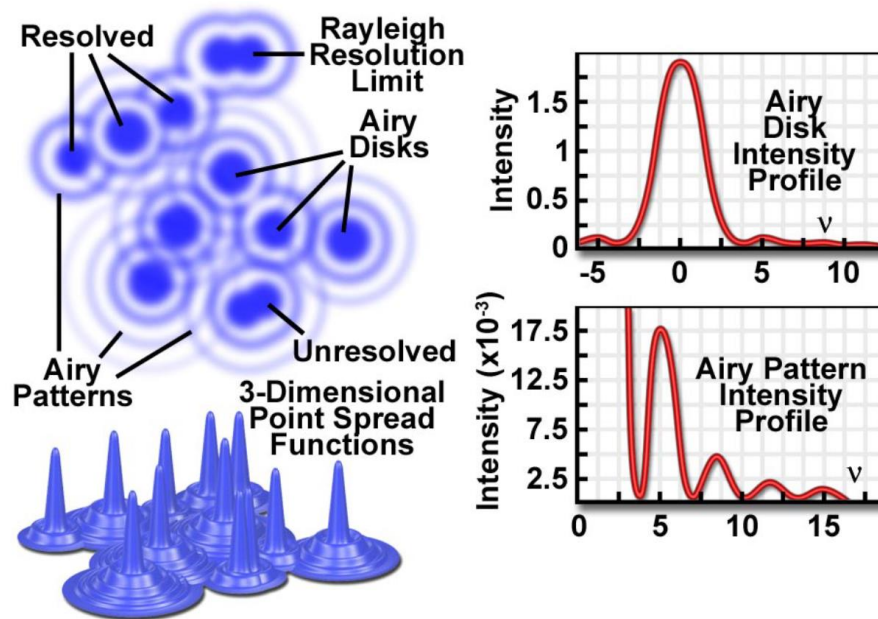 Resolved
Rayleigh
Resolution
Limit
Airy
Disks
Unresolved
Airy
Patterns
3-Dimensional
Point Spread
Functions
Intensity
1.5
1
0.5
0
Airy
Disk
Intensity
Profile
ν
-5 0 5 10
Intensity (x10⁻³)
17.5
12.5
7.5
2.5
Airy Pattern
Intensity
Profile
ν
0 5 10 15